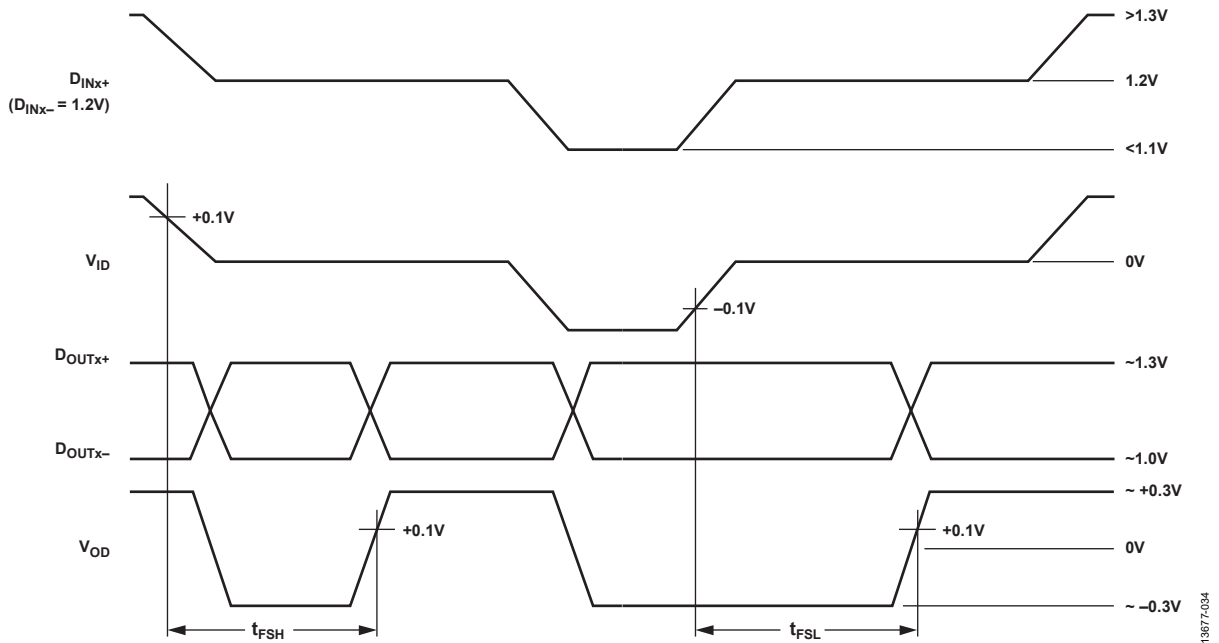 >1.3V
DINx+
(DINx– = 1.2V)
1.2V
<1.1V
+0.1V
VID
0V
–0.1V
DOUTx+
~1.3V
DOUTx–
~1.0V
~ +0.3V
+0.1V
+0.1V
VOD
0V
~ –0.3V
tFSH
tFSL
13677-034